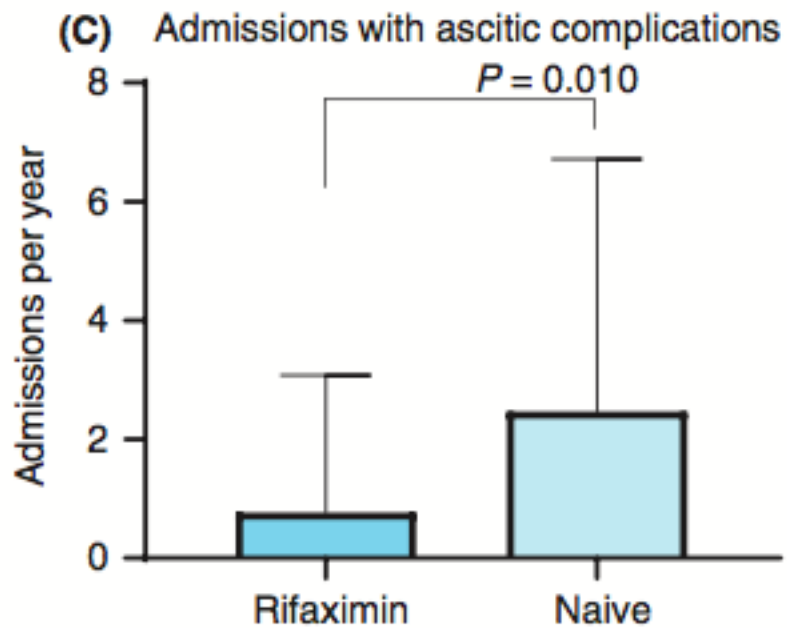 (C) Admissions with ascitic complications
P = 0.010
8
6
4
2
0
Admissions per year
Rifaximin Naive